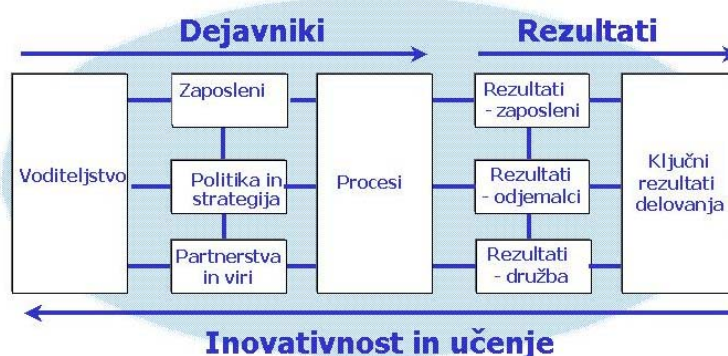 Dejavniki
Rezultati
Voditeljstvo
Zaposleni
Politika in
strategija
Partnerstva
in viri
Procesi
Rezultati
- zaposleni
Rezultati
- odjemalci
Rezultati
- družba
Ključni
rezultati
delovanja
Inovativnost in učenje